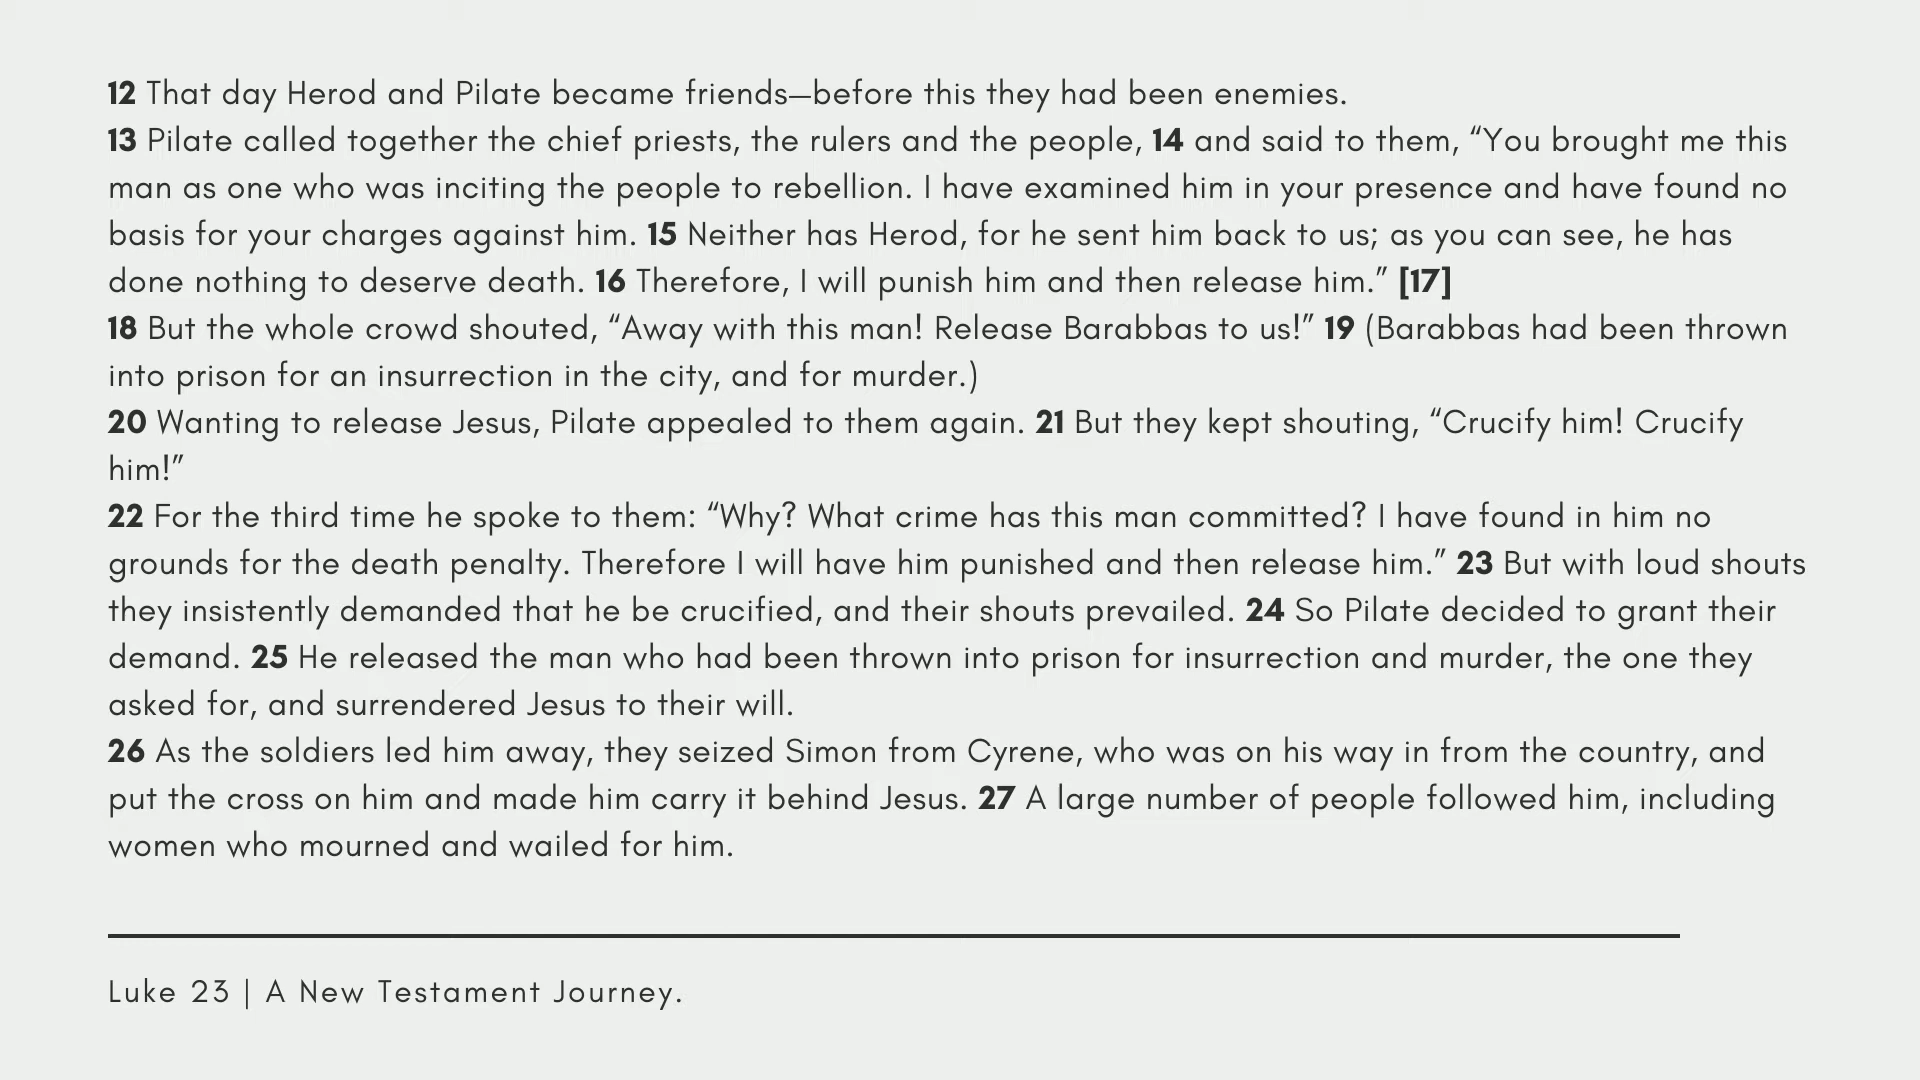 12 That day Herod and Pilate became friends—before this they had been enemies.
13 Pilate called together the chief priests, the rulers and the people, 14 and said to them, “You brought me this
man as one who was inciting the people to rebellion. I have examined him in your presence and have found no
basis for your charges against him. 15 Neither has Herod, for he sent him back to us; as you can see, he has
done nothing to deserve death. 16 Therefore, I will punish him and then release him.” [17]
18 But the whole crowd shouted, “Away with this man! Release Barabbas to us!” 19 (Barabbas had been thrown
into prison for an insurrection in the city, and for murder.)
20 Wanting to release Jesus, Pilate appealed to them again. 21 But they kept shouting, “Crucify him! Crucify
him!”
22 For the third time he spoke to them: “Why? What crime has this man committed? I have found in him no
grounds for the death penalty. Therefore I will have him punished and then release him.” 23 But with loud shouts
they insistently demanded that he be crucified, and their shouts prevailed. 24 So Pilate decided to grant their
demand. 25 He released the man who had been thrown into prison for insurrection and murder, the one they
asked for, and surrendered Jesus to their will.
26 As the soldiers led him away, they seized Simon from Cyrene, who was on his way in from the country, and
put the cross on him and made him carry it behind Jesus. 27 A large number of people followed him, including
women who mourned and wailed for him.
Luke 23 | A New Testament Journey.